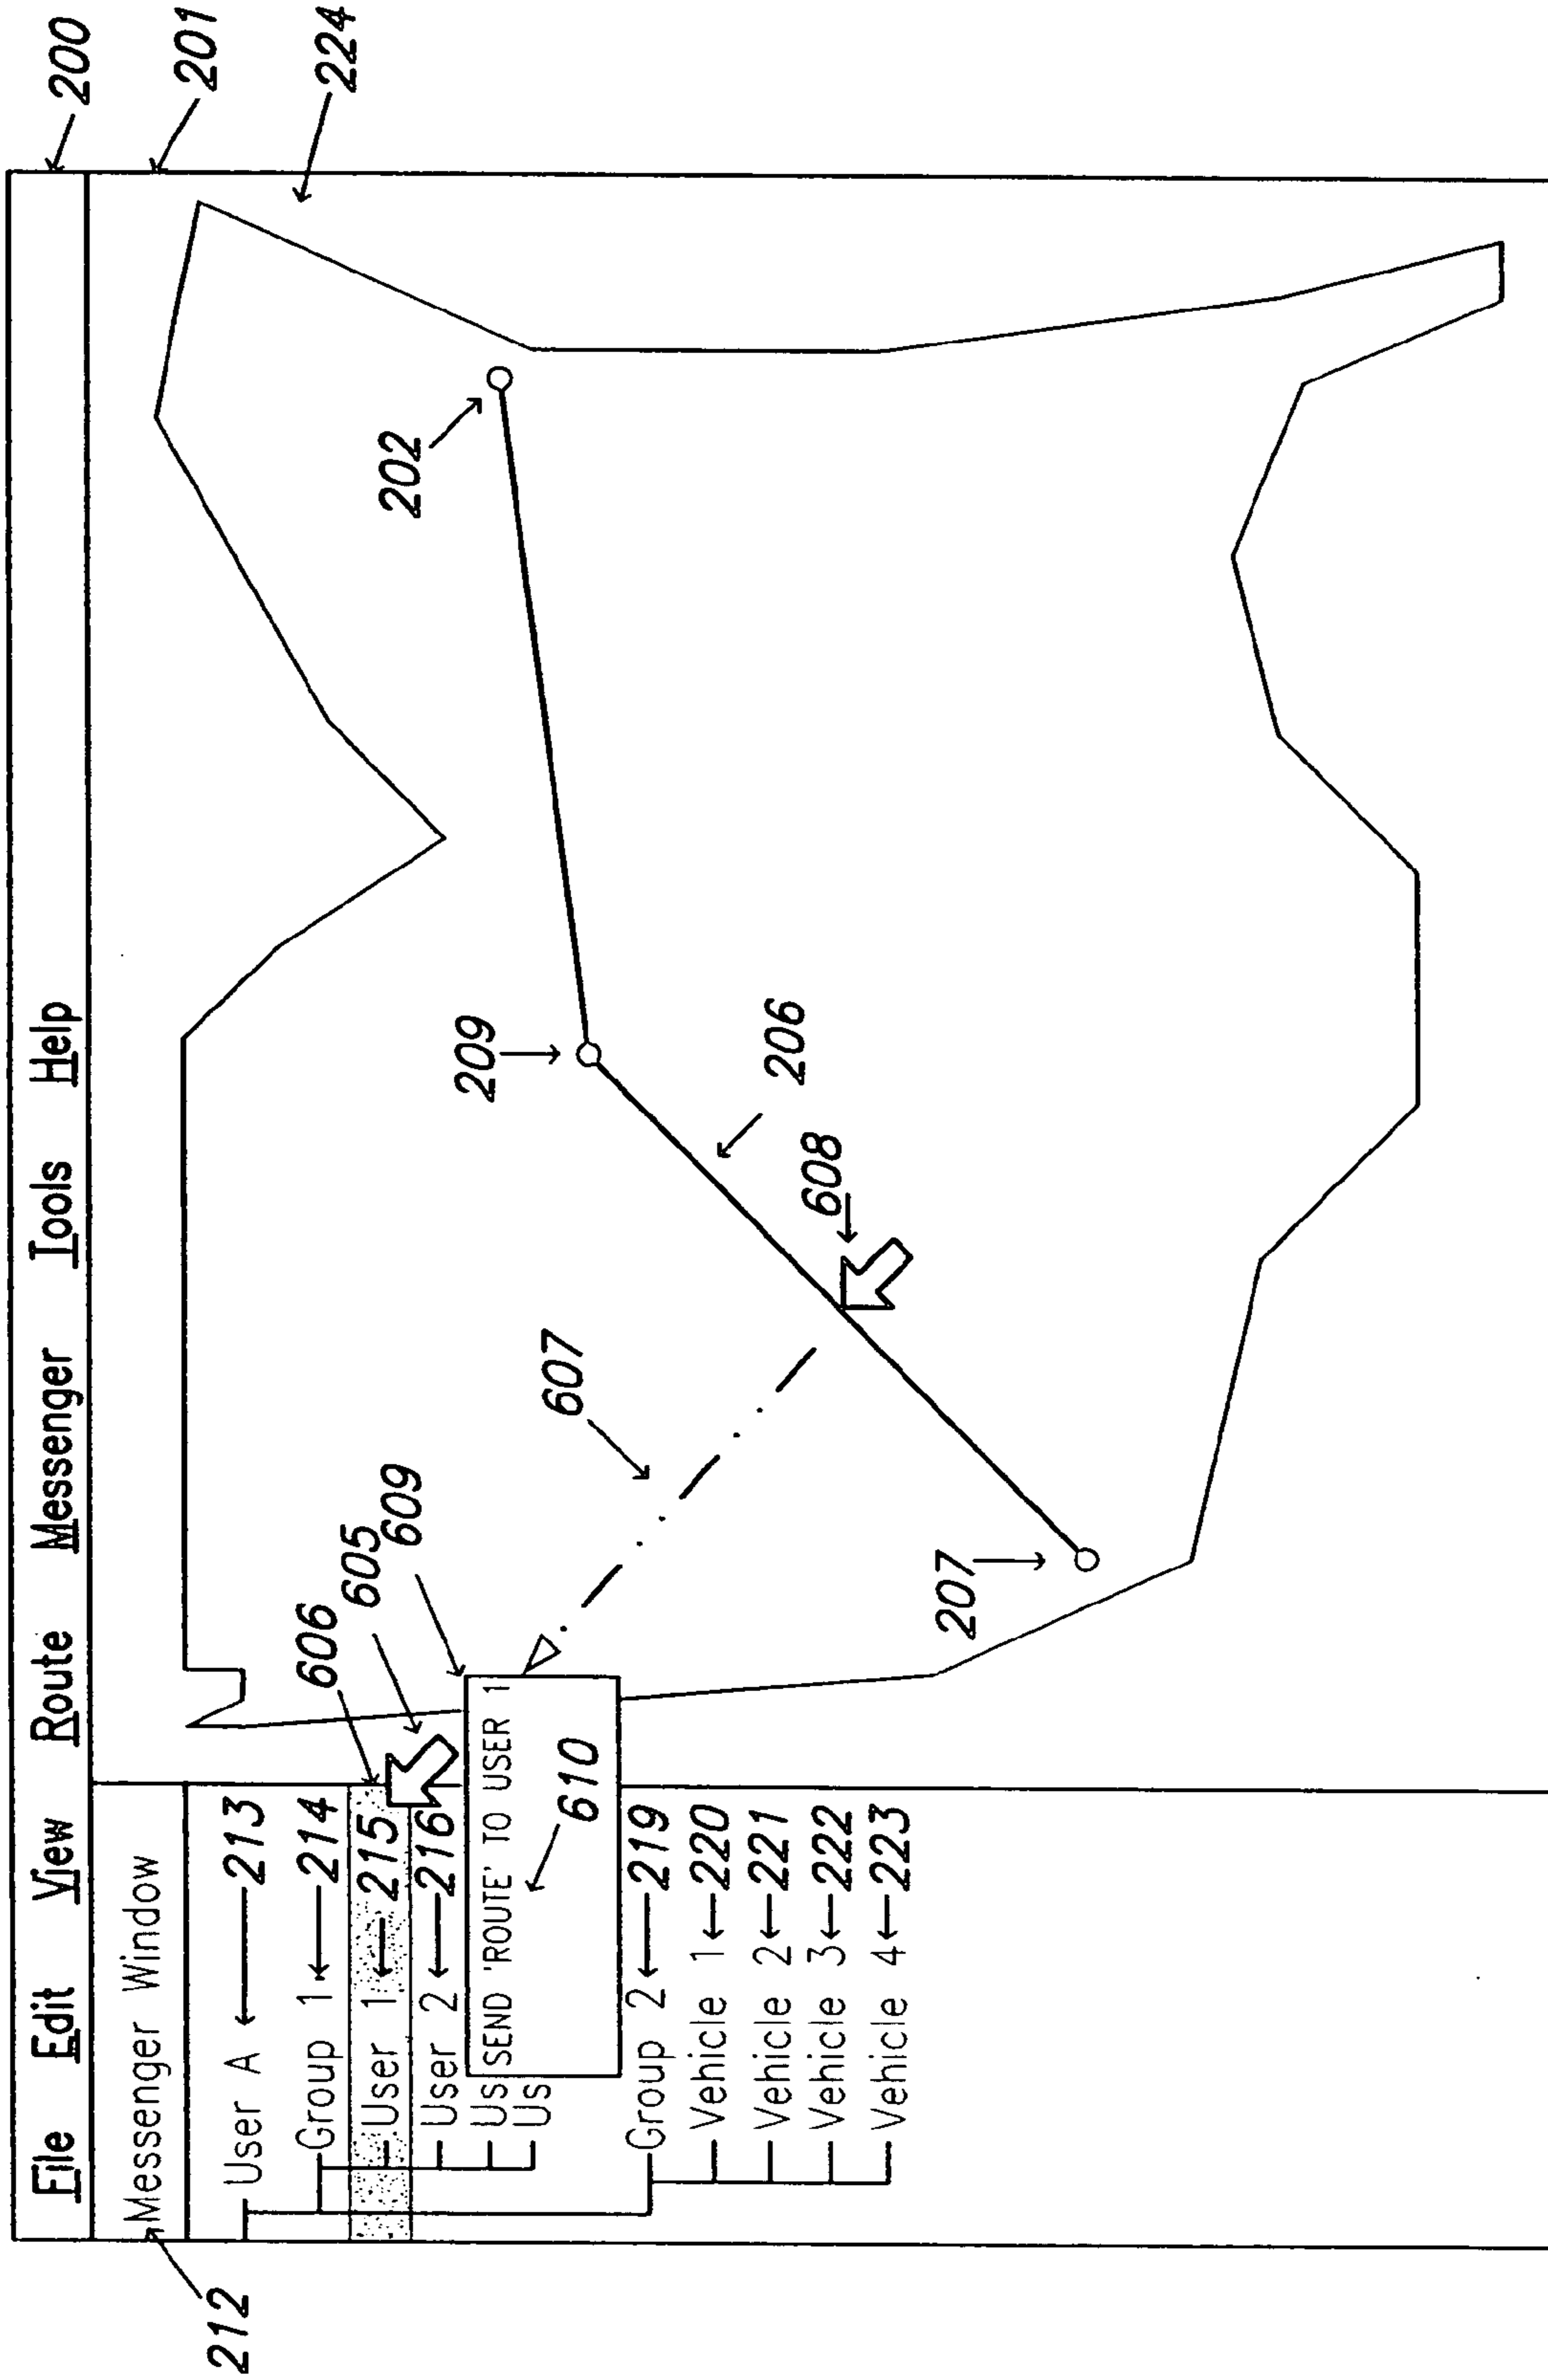 File Edit View Route Messenger Tools Help
200
201
224
212
Messenger Window
User A 213
Group 1 214
User 1 215
User 2 216
Us
Us
SEND 'ROUTE' TO USER 1
610
Group 2 219
Vehicle 1 220
Vehicle 2 221
Vehicle 3 222
Vehicle 4 223
606
605
609
607
202
209
206
608
207